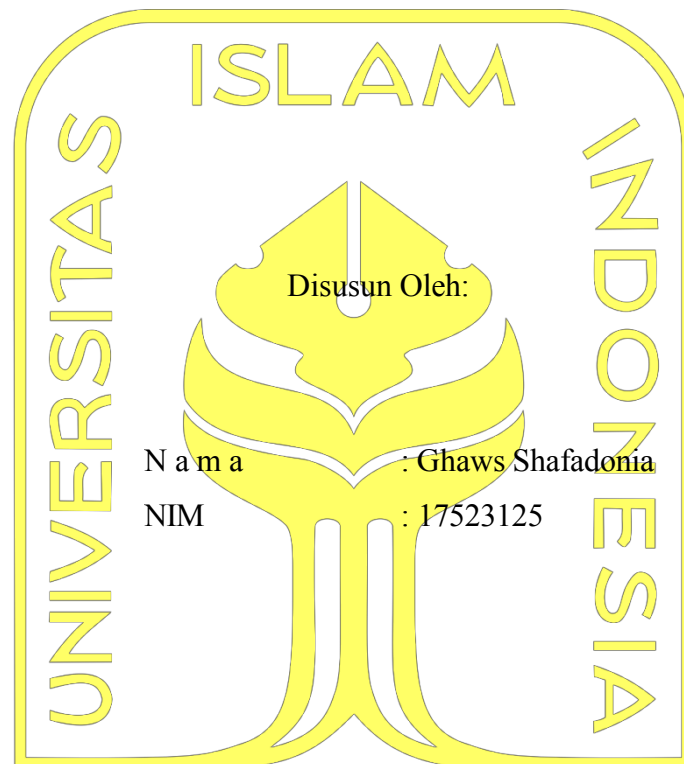 ISLAM
UNIVERSITAS
INDONESIA
Disusun Oleh:
N a m a : Ghaws Shafadonia
NIM : 17523125